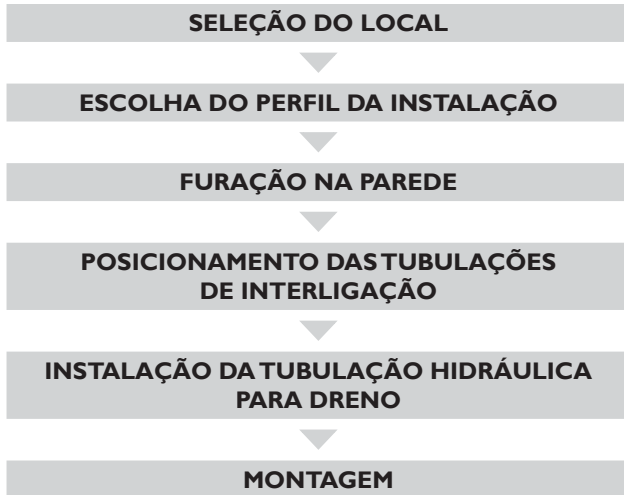 SELEÇÃO DO LOCAL
ESCOLHA DO PERFIL DA INSTALAÇÃO
FURAÇÃO NA PAREDE
POSICIONAMENTO DAS TUBULAÇÕES
DE INTERLIGAÇÃO
INSTALAÇÃO DA TUBULAÇÃO HIDRÁULICA
PARA DRENO
MONTAGEM